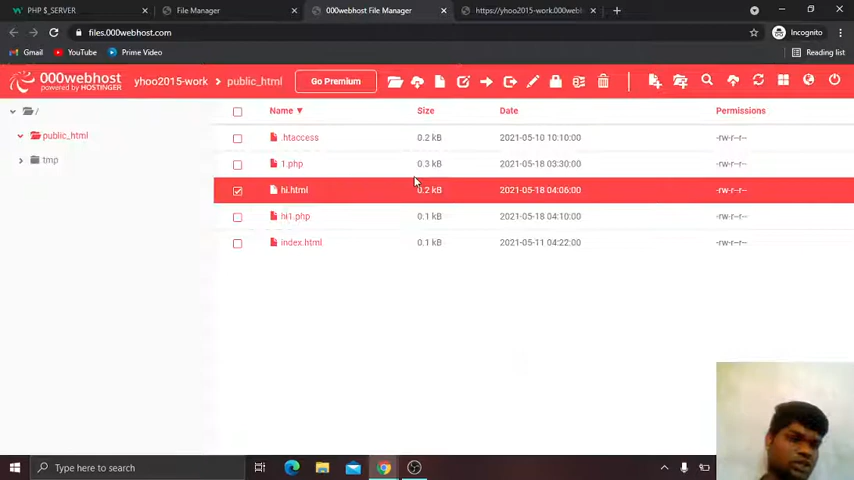 PHP $_SERVER
File Manager
000webhost File Manager
https://yhoo2015-work.000web
files.000webhost.com
Incognito
Gmail
YouTube
Prime Video
Reading list
000webhost
powered by HOSTINGER
yhoo2015-work
public_html
Go Premium
/
public_html
tmp
Name
Size
Date
Permissions
.htaccess
0.2 kB
2021-05-10 10:10:00
-rw-r--r--
1.php
0.3 kB
2021-05-18 03:30:00
-rw-r--r--
hi.html
0.2 kB
2021-05-18 04:06:00
-rw-r--r--
hi1.php
0.1 kB
2021-05-18 04:10:00
-rw-r--r--
index.html
0.1 kB
2021-05-11 04:22:00
-rw-r--r--
Type here to search